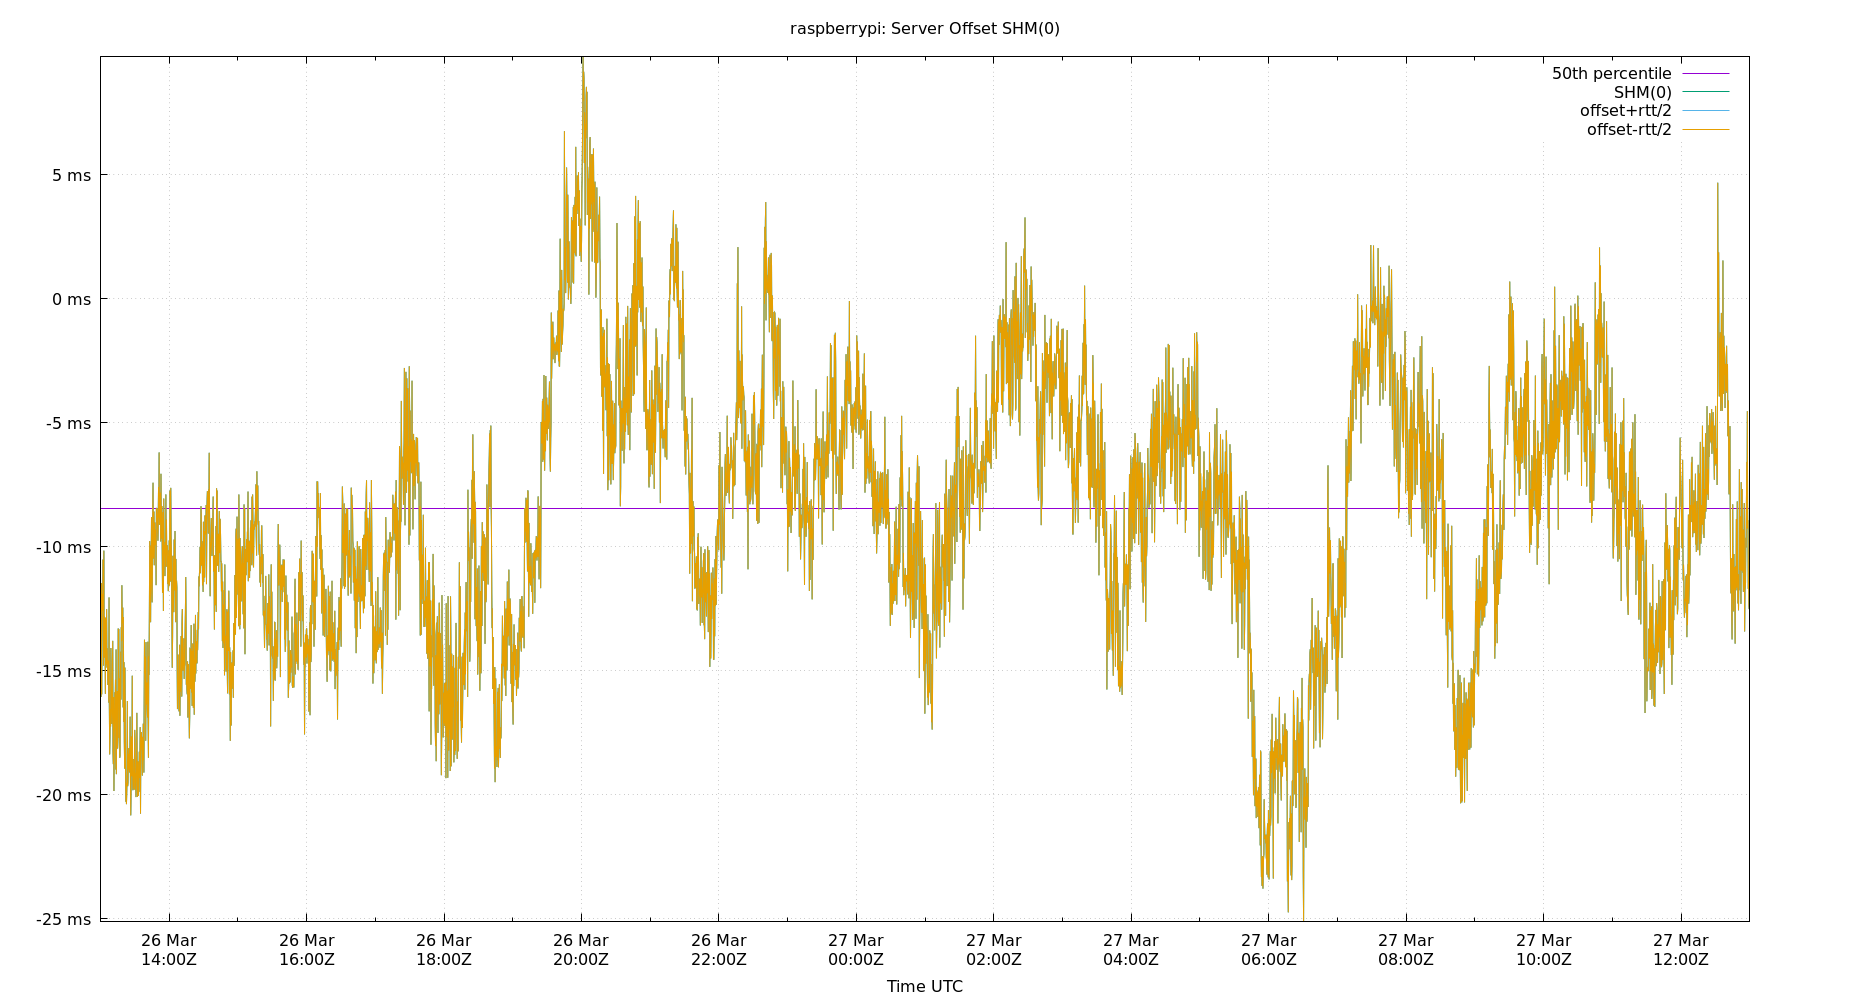 raspberrypi: Server Offset SHM(0)
50th percentile
SHM(0)
offset+rtt/2
offset-rtt/2
5 ms
0 ms
-5 ms
-10 ms
-15 ms
-20 ms
-25 ms
26 Mar 26 Mar 26 Mar 26 Mar 26 Mar 27 Mar 27 Mar 27 Mar 27 Mar 27 Mar 27 Mar 27 Mar
14:00Z 16:00Z 18:00Z 20:00Z 22:00Z 00:00Z 02:00Z 04:00Z 06:00Z 08:00Z 10:00Z 12:00Z
Time UTC